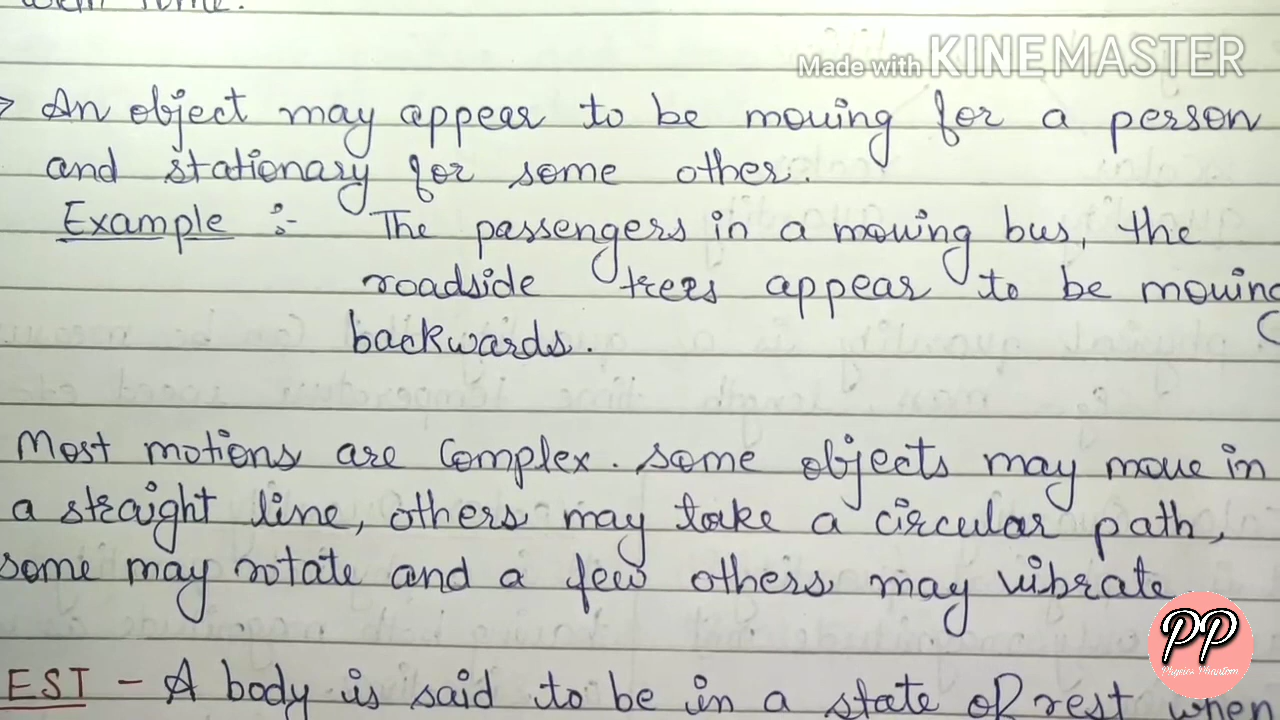 Made with KINEMASTER
An object may appear to be moving for a person
and stationary for some other.
Example :- The passengers in a moving bus, the
roadside trees appear to be moving
backwards.
Most motions are complex. some objects may move in
a straight line, others may take a circular path,
some may rotate and a few others may vibrate
PP
Physics Phantom
EST - A body is said to be in a state of rest when